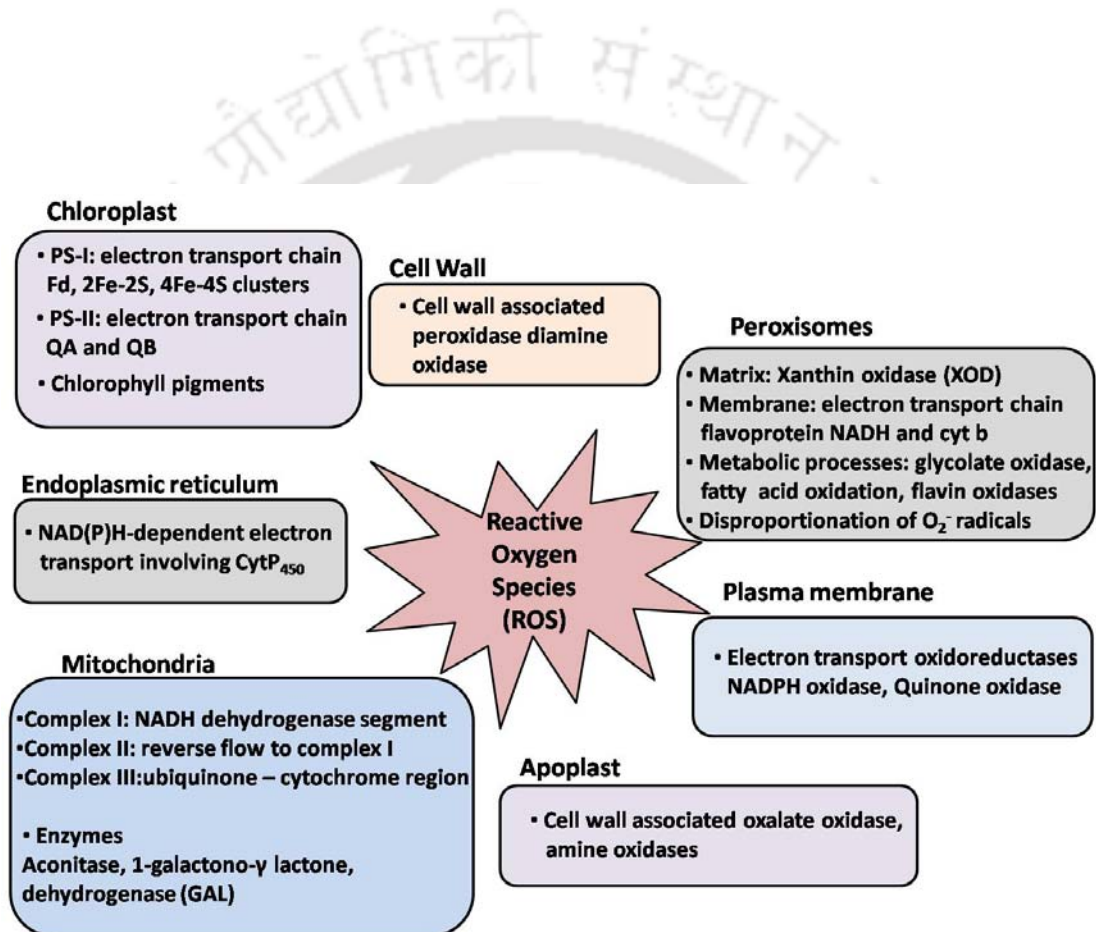 प्रौद्योगिकी संस्थान
Chloroplast
• PS-I: electron transport chain
Fd, 2Fe-2S, 4Fe-4S clusters
• PS-II: electron transport chain
QA and QB
• Chlorophyll pigments
Cell Wall
• Cell wall associated
peroxidase diamine
oxidase
Peroxisomes
• Matrix: Xanthin oxidase (XOD)
• Membrane: electron transport chain
flavoprotein NADH and cyt b
• Metabolic processes: glycolate oxidase,
fatty acid oxidation, flavin oxidases
• Disproportionation of O₂⁻ radicals
Endoplasmic reticulum
• NAD(P)H-dependent electron
transport involving CytP₄₅₀
Reactive
Oxygen
Species
(ROS)
Plasma membrane
• Electron transport oxidoreductases
NADPH oxidase, Quinone oxidase
Mitochondria
•Complex I: NADH dehydrogenase segment
•Complex II: reverse flow to complex I
•Complex III:ubiquinone – cytochrome region
• Enzymes
Aconitase, 1-galactono-γ lactone,
dehydrogenase (GAL)
Apoplast
• Cell wall associated oxalate oxidase,
amine oxidases